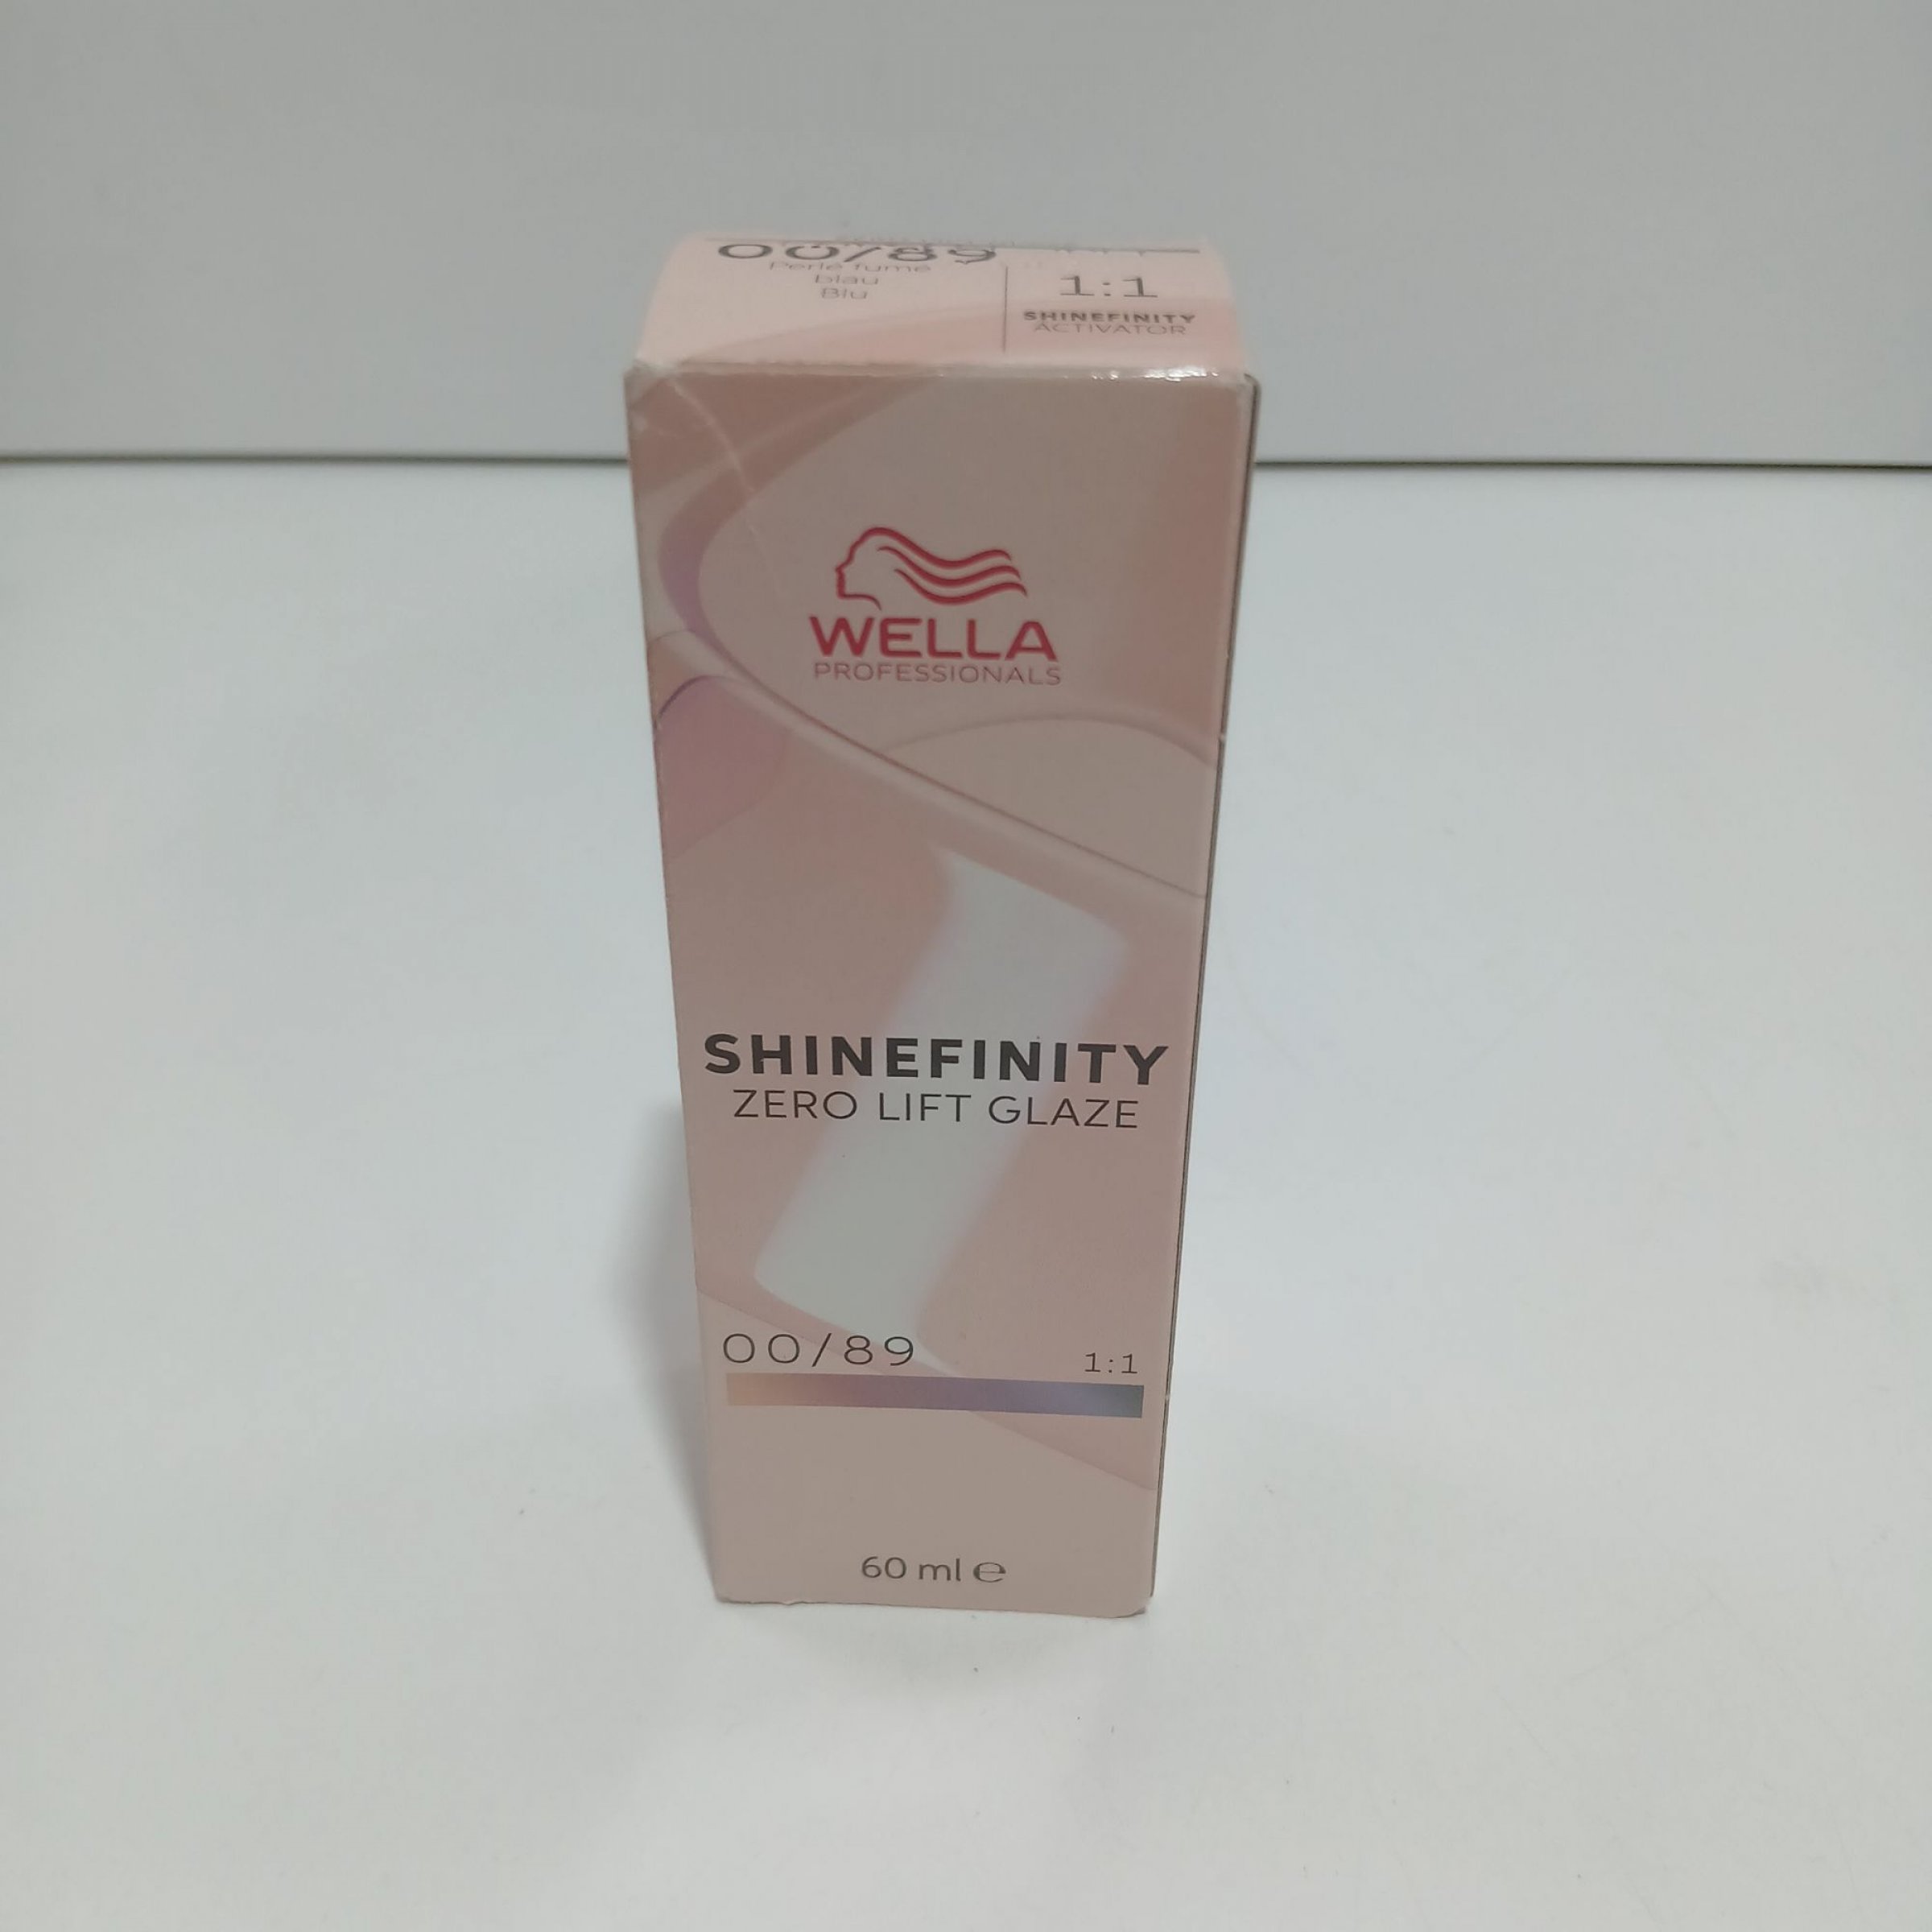 00/89
Perlé fumé
blau
Blu
1:1
SHINEFINITY
ACTIVATOR
WELLA
PROFESSIONALS
SHINEFINITY
ZERO LIFT GLAZE
00/89
1:1
60 ml e